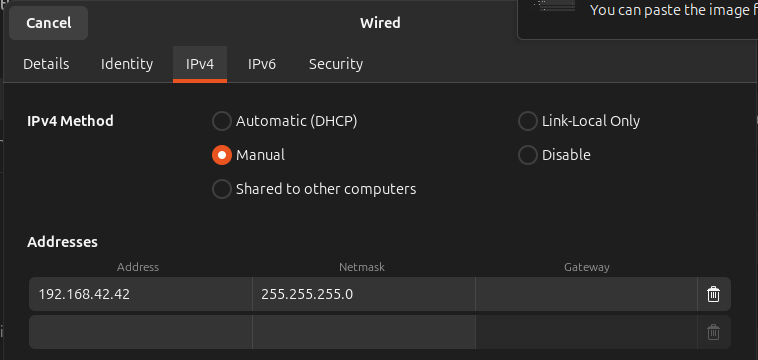 Cancel
Wired
You can paste the image f
Details Identity IPv4 IPv6 Security
IPv4 Method
Automatic (DHCP) Link-Local Only
Manual Disable
Shared to other computers
Addresses
Address Netmask Gateway
192.168.42.42 255.255.255.0